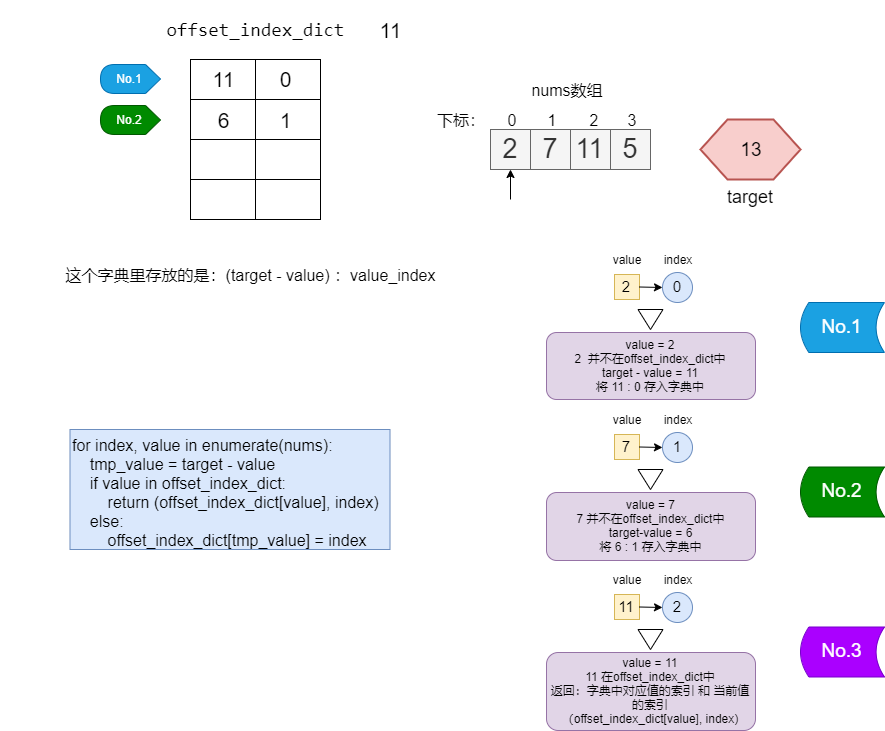 offset_index_dict 11
No.1 11 0
No.2 6 1
nums数组
下标： 0 1 2 3
2 7 11 5
13
target
这个字典里存放的是：(target - value) ：value_index
for index, value in enumerate(nums):
tmp_value = target - value
if value in offset_index_dict:
return (offset_index_dict[value], index)
else:
offset_index_dict[tmp_value] = index
value index
2 0
value = 2
2 并不在offset_index_dict中
target - value = 11
将 11 : 0 存入字典中
No.1
value index
7 1
value = 7
7 并不在offset_index_dict中
target-value = 6
将 6 : 1 存入字典中
No.2
value index
11 2
value = 11
11 在offset_index_dict中
返回：字典中对应值的索引 和 当前值
的索引
（offset_index_dict[value], index)
No.3